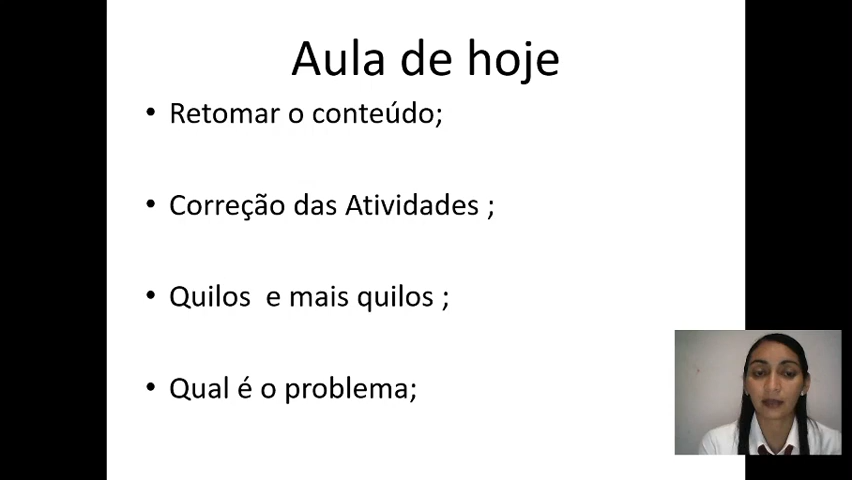 Aula de hoje
• Retomar o conteúdo;
• Correção das Atividades ;
• Quilos  e mais quilos ;
• Qual é o problema;